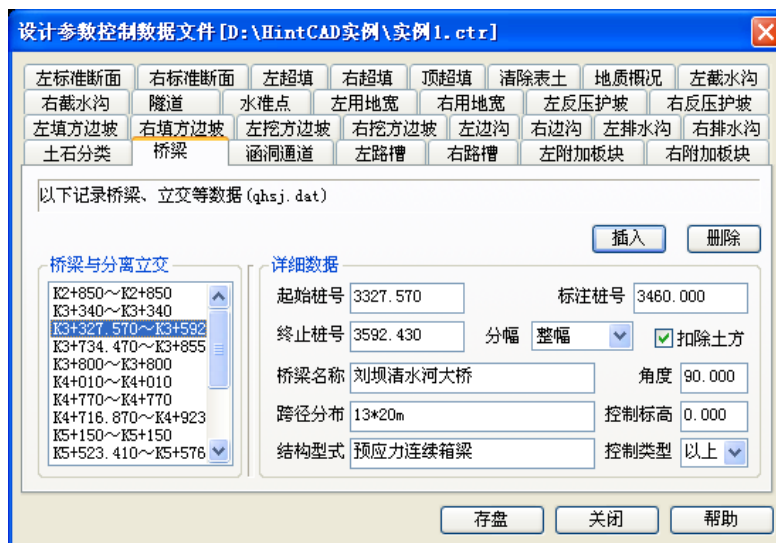 设计参数控制数据文件[D:\HintCAD实例\实例1.ctr]
左标准断面 右标准断面 左超填 右超填 顶超填 清除表土 地质概况 左截水沟
右截水沟 隧道 水准点 左用地宽 右用地宽 左反压护坡 右反压护坡
左填方边坡 右填方边坡 左挖方边坡 右挖方边坡 左边沟 右边沟 左排水沟 右排水沟
土石分类 桥梁 涵洞通道 左路槽 右路槽 左附加板块 右附加板块
以下记录桥梁、立交等数据(qhsj.dat)
插入 删除
桥梁与分离立交
K2+850～K2+850
K3+340～K3+340
K3+327.570～K3+592
K3+734.470～K3+855
K3+800～K3+800
K4+010～K4+010
K4+770～K4+770
K4+716.870～K4+923
K5+150～K5+150
K5+523.410～K5+576
详细数据
起始桩号 3327.570 标注桩号 3460.000
终止桩号 3592.430 分幅 整幅 扣除土方
桥梁名称 刘坝清水河大桥 角度 90.000
跨径分布 13*20m 控制标高 0.000
结构型式 预应力连续箱梁 控制类型 以上
存盘 关闭 帮助